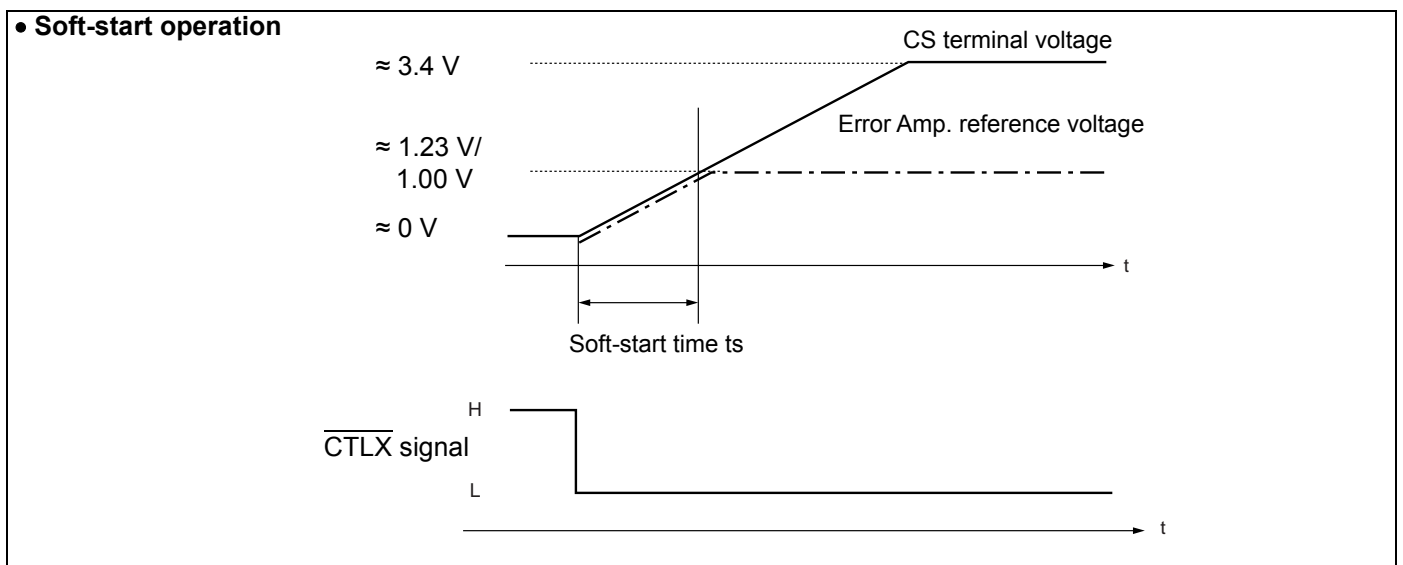 • Soft-start operation
CS terminal voltage
≈ 3.4 V
Error Amp. reference voltage
≈ 1.23 V/
1.00 V
≈ 0 V
t
Soft-start time ts
H
CTLX signal
L
t